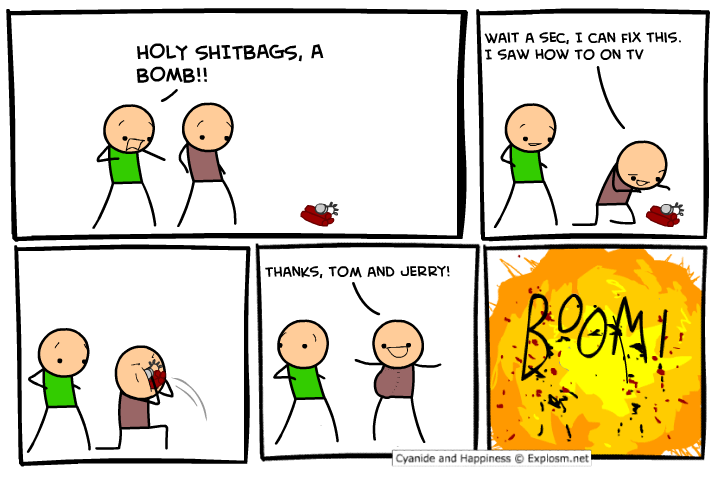 HOLY SHITBAGS, A
BOMB!!
WAIT A SEC, I CAN FIX THIS.
I SAW HOW TO ON TV
THANKS, TOM AND JERRY!
BOOM!
Cyanide and Happiness © Explosm.net